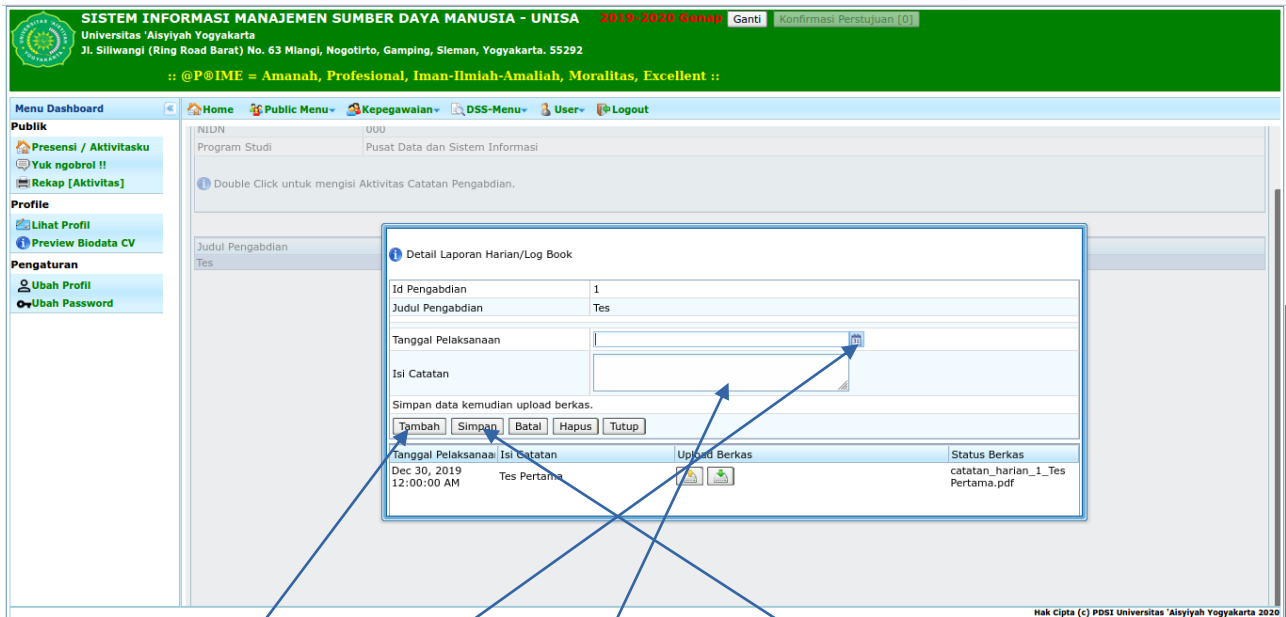 SISTEM INFORMASI MANAJEMEN SUMBER DAYA MANUSIA - UNISA 2019-2020 Genap Ganti Konfirmasi Perstujuan [0]
Universitas 'Aisyiyah Yogyakarta
Jl. Siliwangi (Ring Road Barat) No. 63 Mlangi, Nogotirto, Gamping, Sleman, Yogyakarta. 55292
:: @P®IME = Amanah, Profesional, Iman-Ilmiah-Amaliah, Moralitas, Excellent ::
Menu Dashboard
Home Public Menu Kepegawaian DSS-Menu User Logout
Publik
Presensi / Aktivitasku
Yuk ngobrol !!
Rekap [Aktivitas]
Profile
Lihat Profil
Preview Biodata CV
Pengaturan
Ubah Profil
Ubah Password
NIDN 000
Program Studi Pusat Data dan Sistem Informasi
Double Click untuk mengisi Aktivitas Catatan Pengabdian.
Judul Pengabdian
Tes
Detail Laporan Harian/Log Book
Id Pengabdian 1
Judul Pengabdian Tes
Tanggal Pelaksanaan
Isi Catatan
Simpan data kemudian upload berkas.
Tambah Simpan Batal Hapus Tutup
Tanggal Pelaksanaa Isi Catatan Upload Berkas Status Berkas
Dec 30, 2019
12:00:00 AM
Tes Pertama
catatan_harian_1_Tes
Pertama.pdf
Hak Cipta (c) PDSI Universitas 'Aisyiyah Yogyakarta 2020